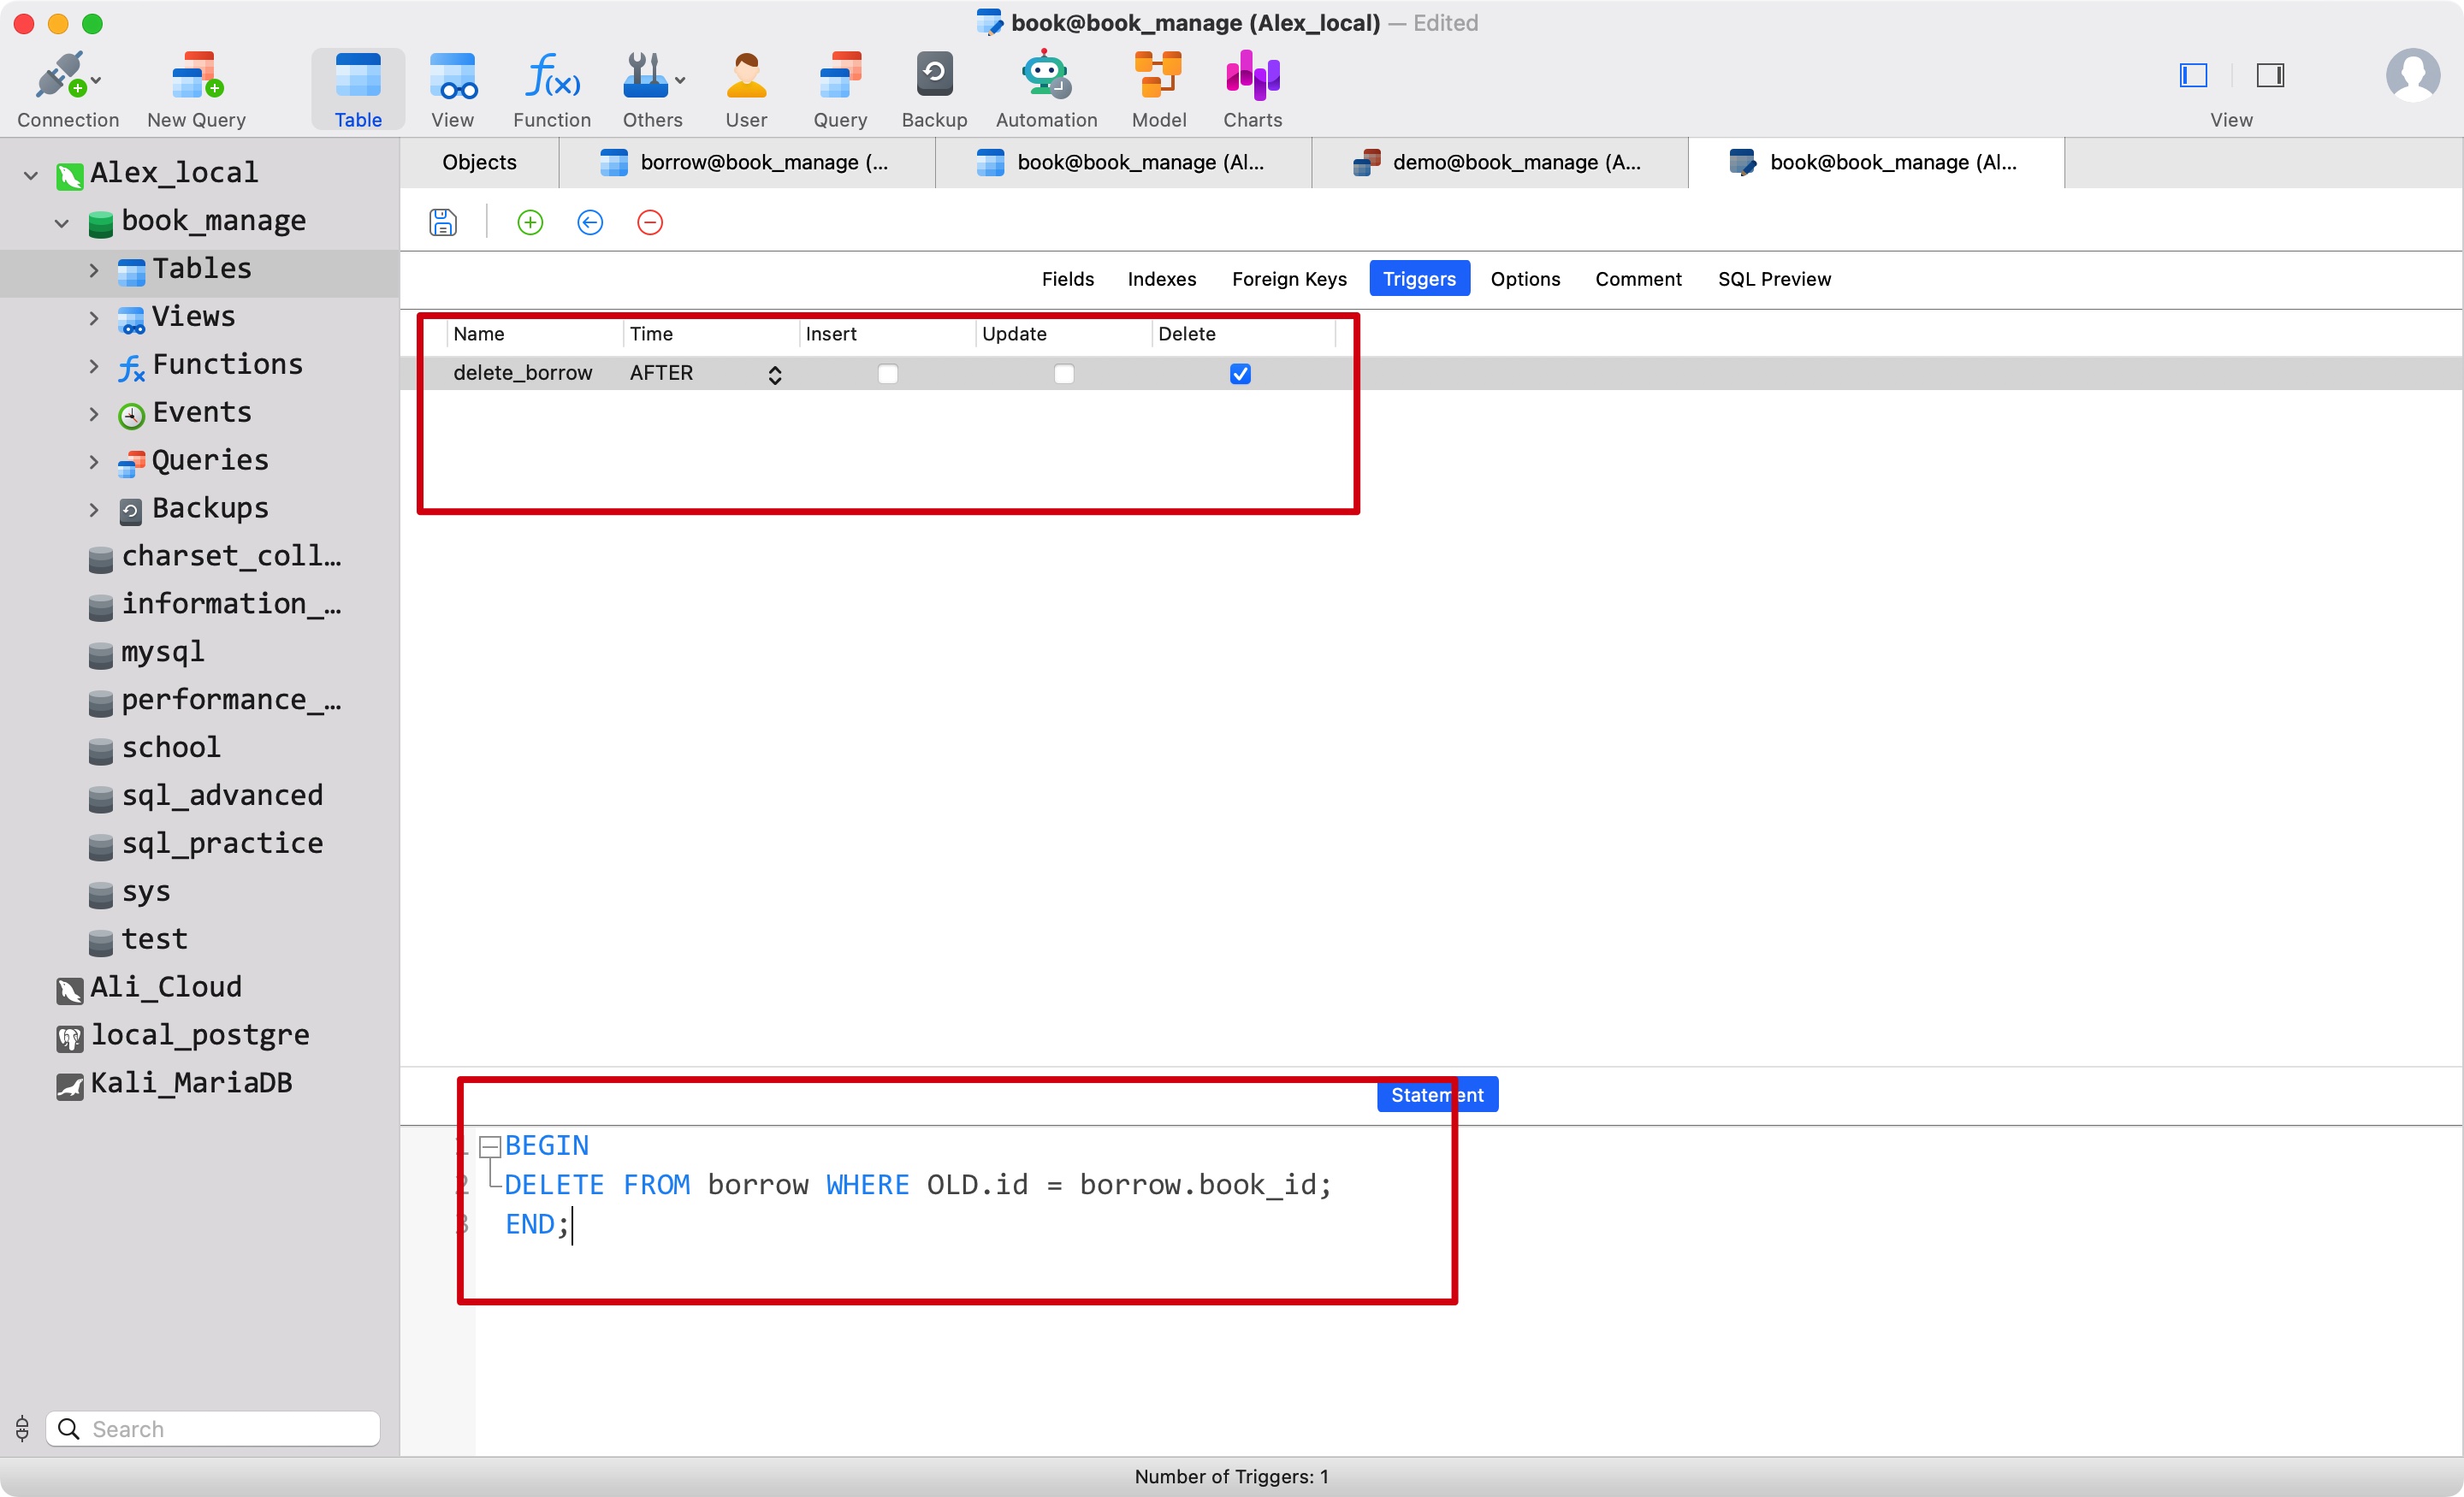 book@book_manage (Alex_local) — Edited
Connection New Query Table View Function Others User Query Backup Automation Model Charts View
Objects borrow@book_manage (... book@book_manage (Al... demo@book_manage (A... book@book_manage (Al...
Alex_local
book_manage
Tables
Views
Functions
Events
Queries
Backups
charset_coll...
information_...
mysql
performance_...
school
sql_advanced
sql_practice
sys
test
Ali_Cloud
local_postgre
Kali_MariaDB
Search
Fields Indexes Foreign Keys Triggers Options Comment SQL Preview
Name Time Insert Update Delete
delete_borrow AFTER
Statement
1 BEGIN
2 DELETE FROM borrow WHERE OLD.id = borrow.book_id;
3 END;
Number of Triggers: 1